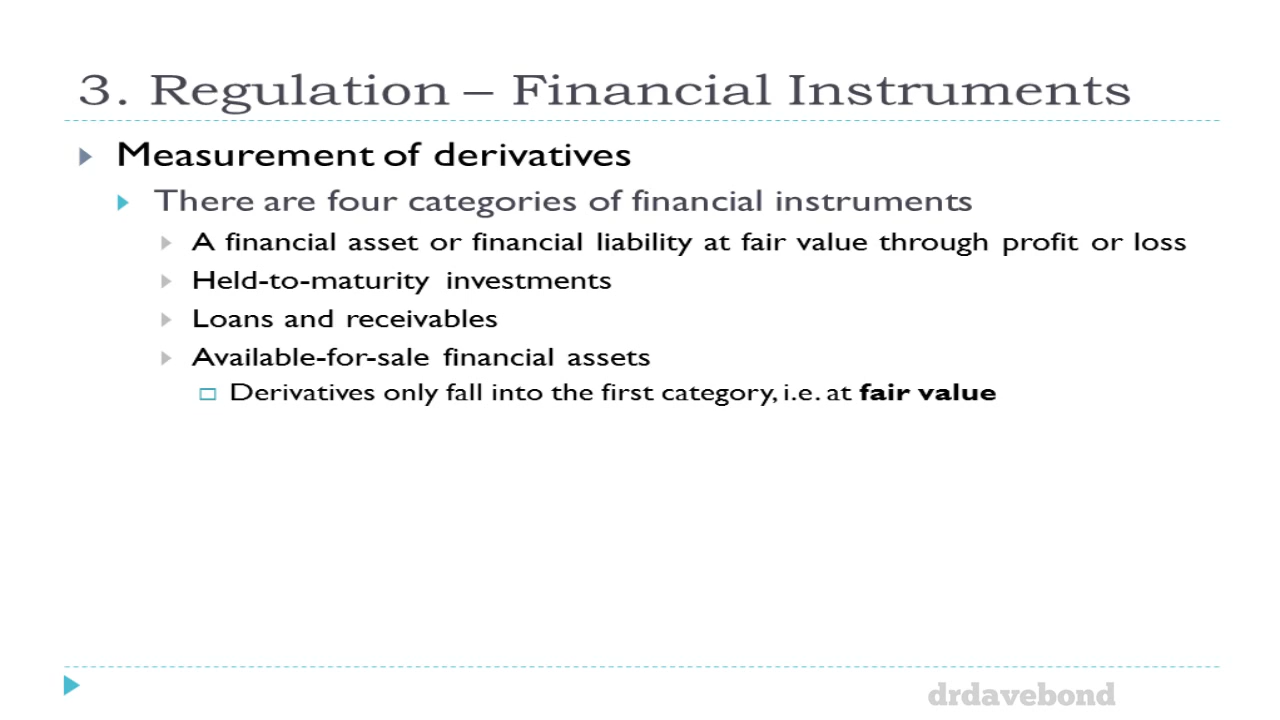 3. Regulation – Financial Instruments
Measurement of derivatives
There are four categories of financial instruments
A financial asset or financial liability at fair value through profit or loss
Held-to-maturity investments
Loans and receivables
Available-for-sale financial assets
Derivatives only fall into the first category, i.e. at fair value
drdavebond